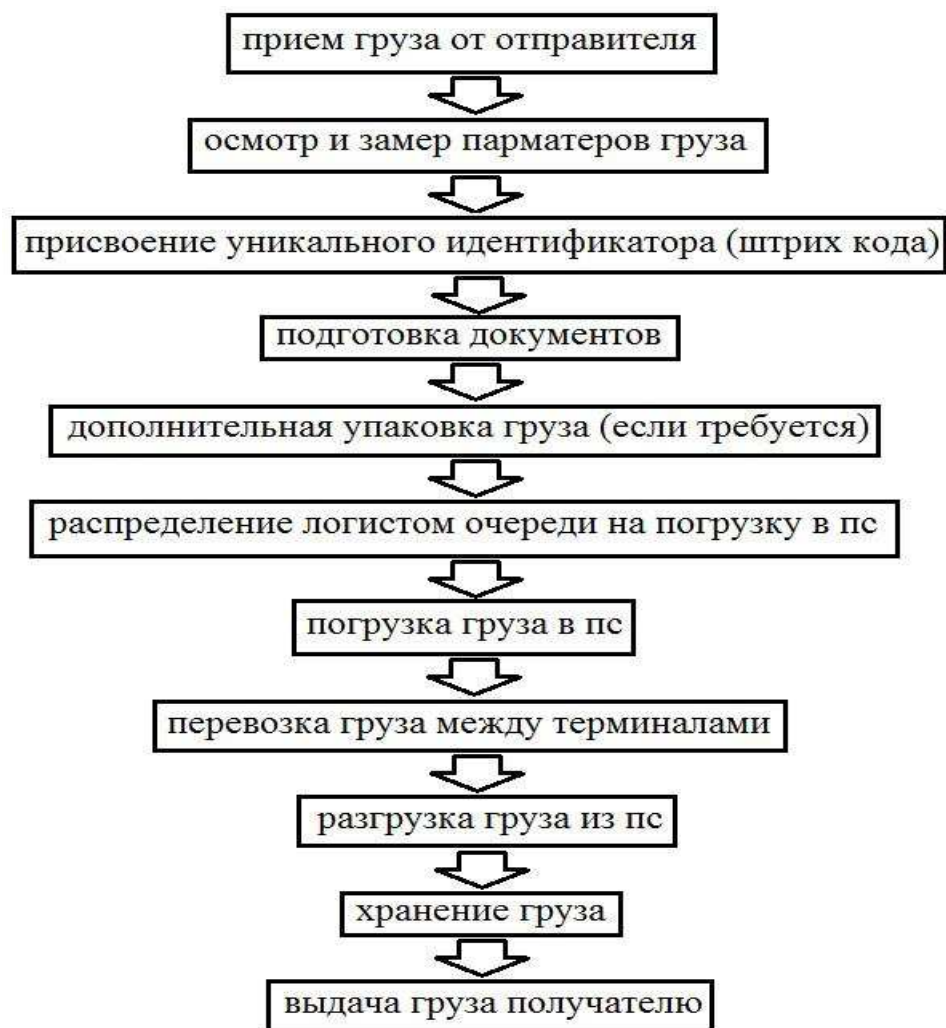 прием груза от отправителя
осмотр и замер парматеров груза
присвоение уникального идентификатора (штрих кода)
подготовка документов
дополнительная упаковка груза (если требуется)
распределение логистом очереди на погрузку в пс
погрузка груза в пс
перевозка груза между терминалами
разгрузка груза из пс
хранение груза
выдача груза получателю